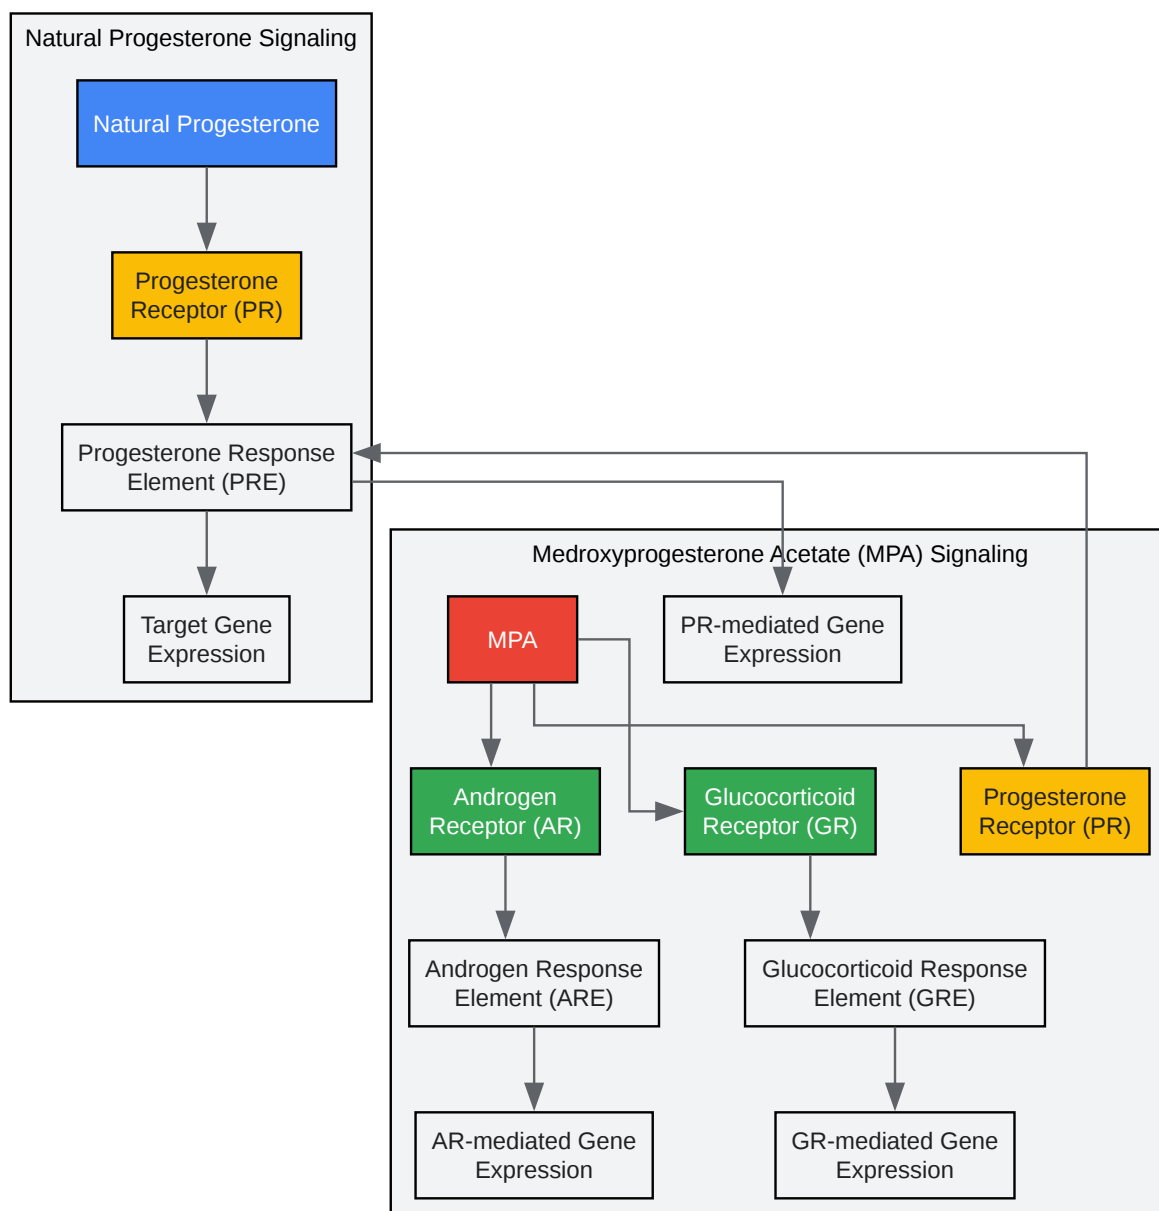 Natural Progesterone Signaling
Natural Progesterone
Progesterone
Receptor (PR)
Progesterone Response
Element (PRE)
Target Gene
Expression
Medroxyprogesterone Acetate (MPA) Signaling
MPA
PR-mediated Gene
Expression
Androgen
Receptor (AR)
Glucocorticoid
Receptor (GR)
Progesterone
Receptor (PR)
Androgen Response
Element (ARE)
Glucocorticoid Response
Element (GRE)
AR-mediated Gene
Expression
GR-mediated Gene
Expression